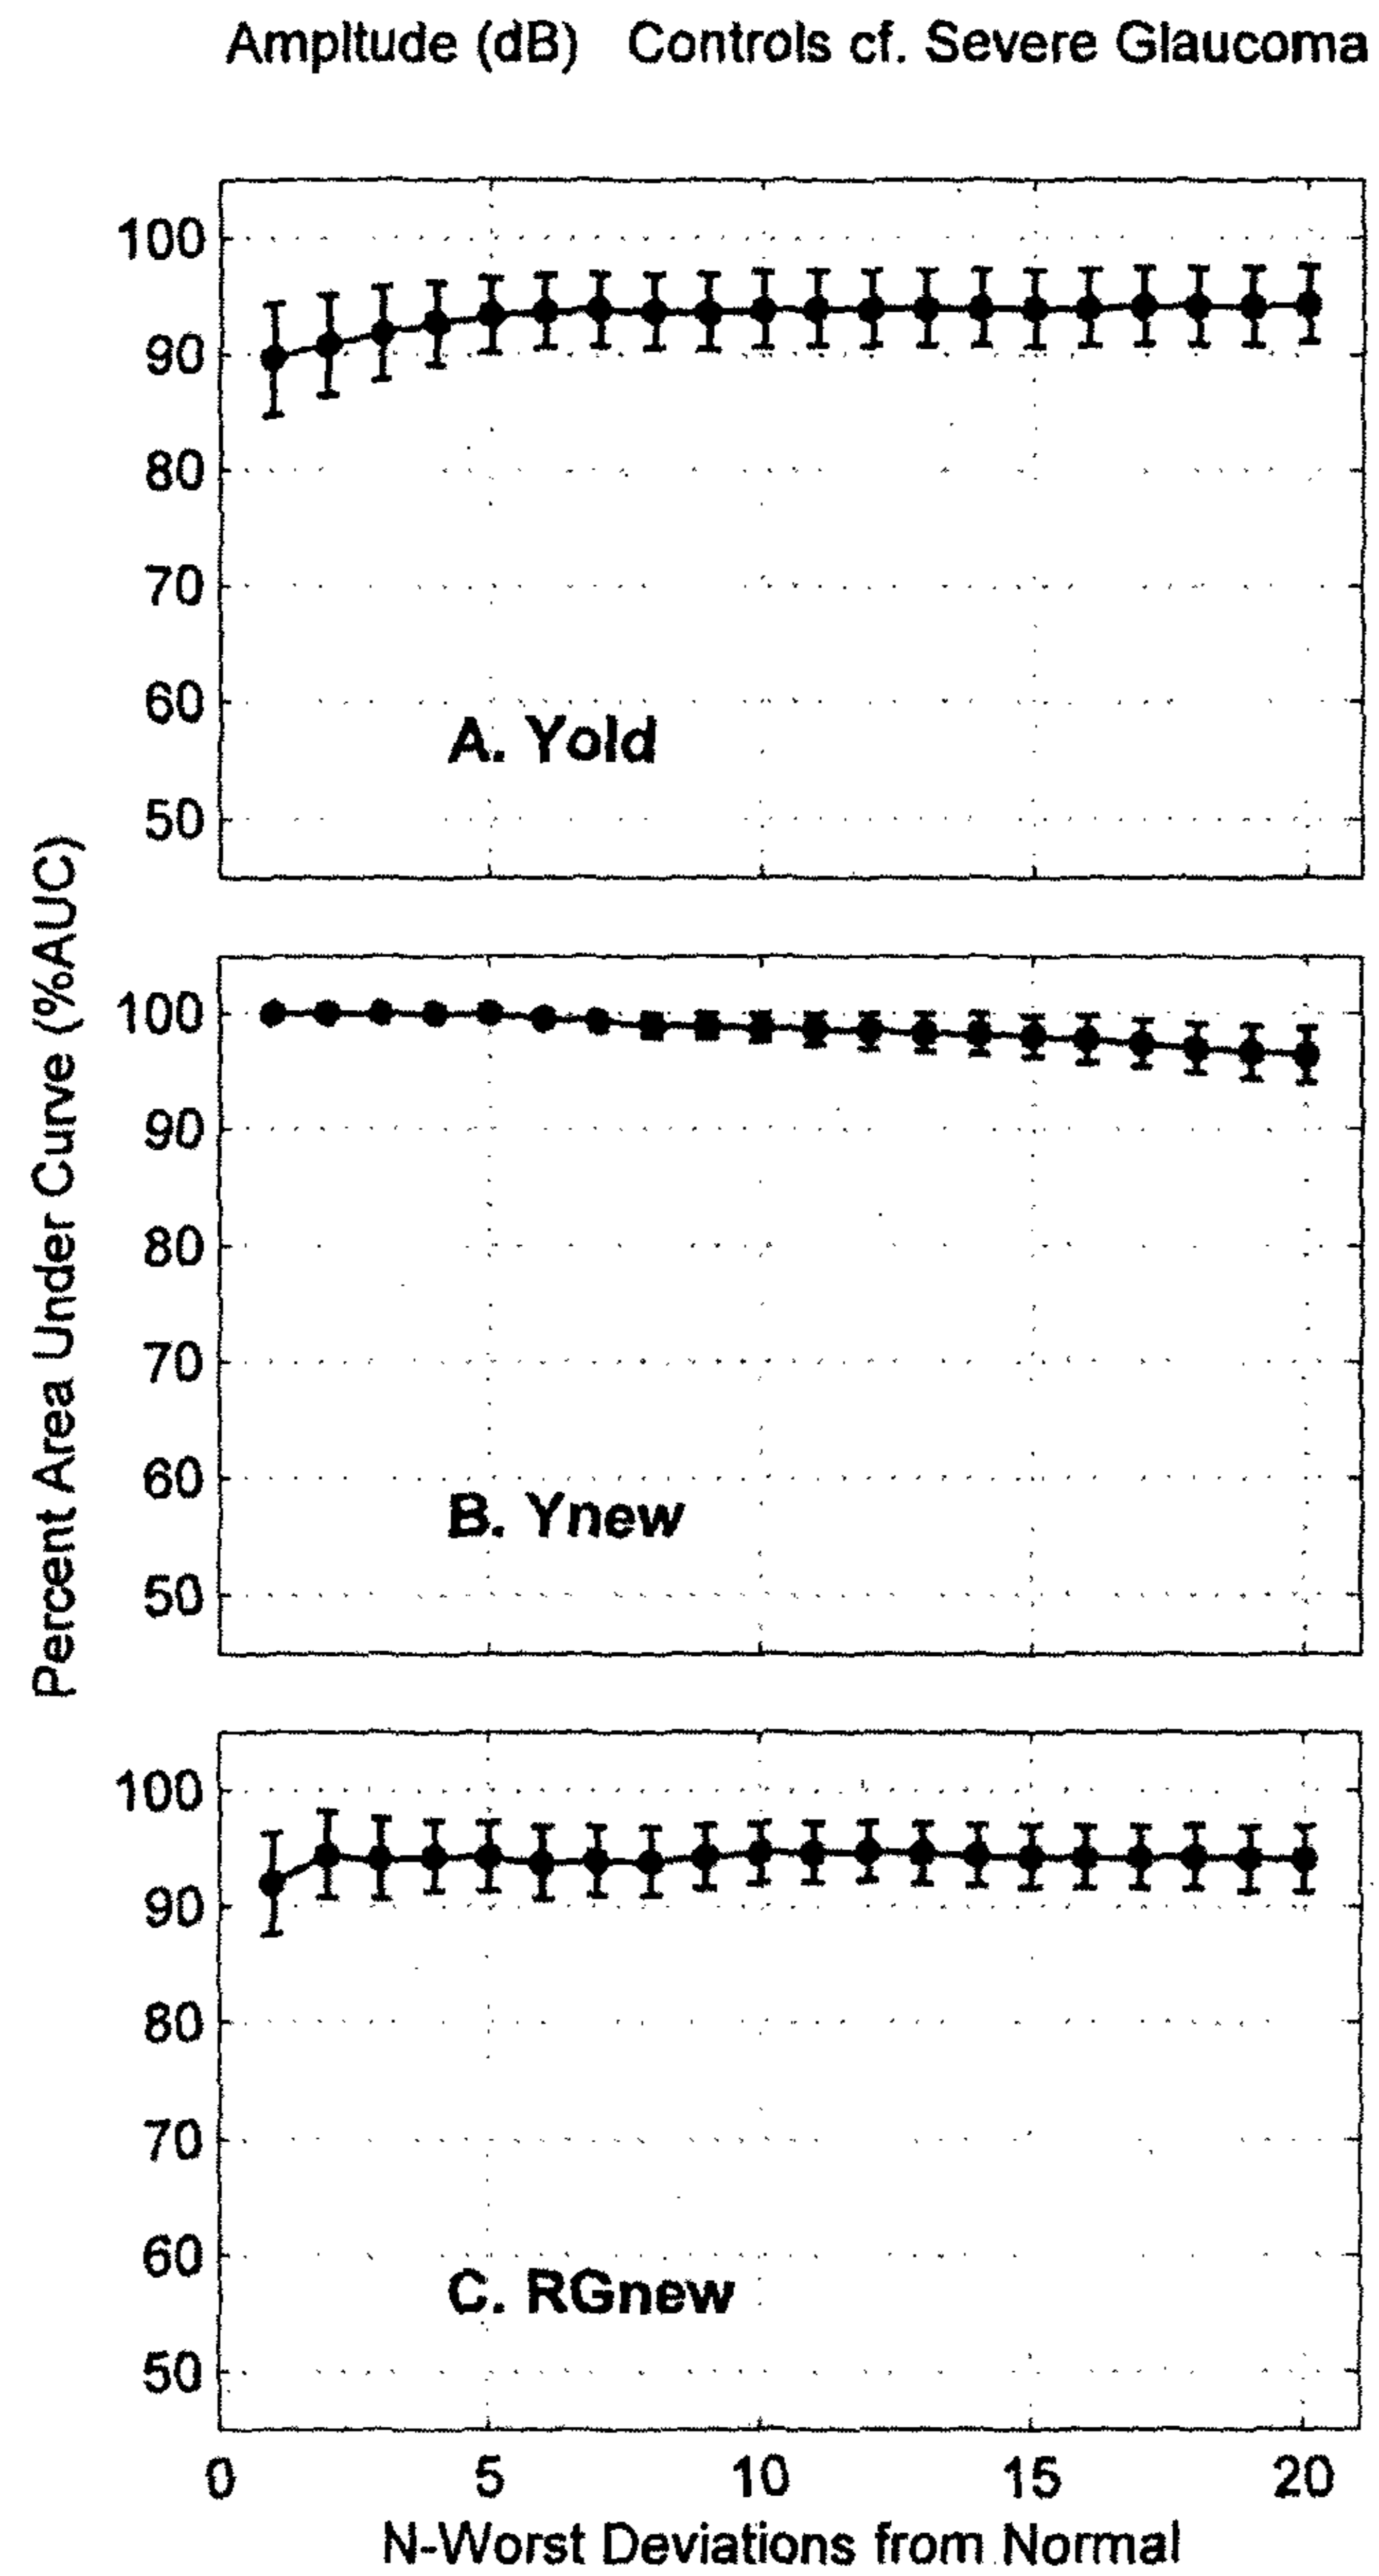 Ampltude (dB) Controls cf. Severe Glaucoma
100
90
80
70
60
A. Yold
50
Percent Area Under Curve (%AUC)
100
90
80
70
60
B. Ynew
50
100
90
80
70
60
C. RGnew
50
0 5 10 15 20
N-Worst Deviations from Normal